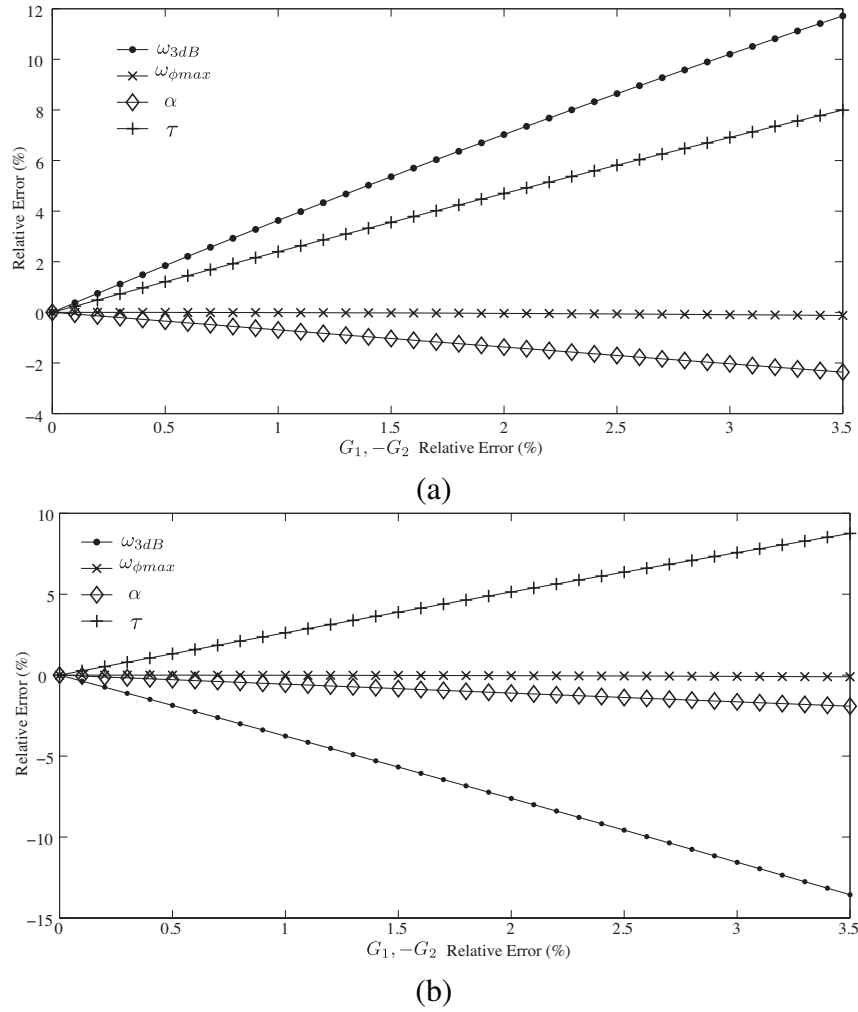 12
10
8
6
4
2
0
−2
−4
Relative Error (%)
ω3dB
ωϕmax
α
τ
0 0.5 1 1.5 2 2.5 3 3.5
G1, −G2 Relative Error (%)
(a)
10
5
0
−5
−10
−15
Relative Error (%)
ω3dB
ωϕmax
α
τ
0 0.5 1 1.5 2 2.5 3 3.5
G1, −G2 Relative Error (%)
(b)